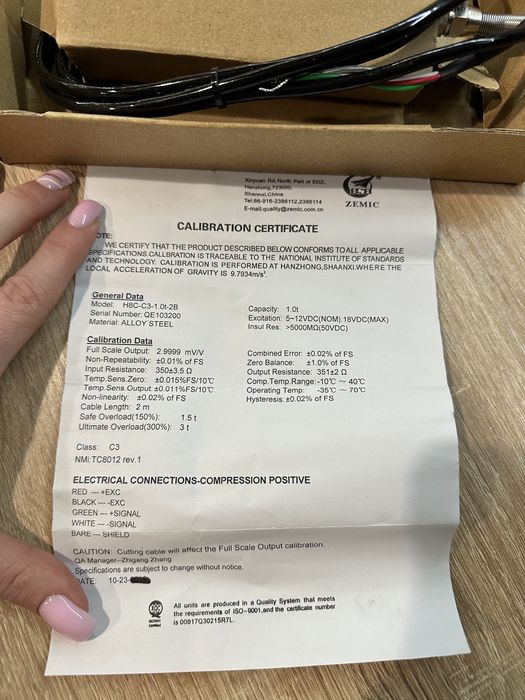 Xinyuan Rd, North Part of EDZ,
Hanzhong,723000,
Shannxi,China
Tel:86-916-2386112,2386114
E-mail:quality@zemic.com.cn
ZEMIC
CALIBRATION CERTIFICATE
OTE:
WE CERTIFY THAT THE PRODUCT DESCRIBED BELOW CONFORMS TO ALL APPLICABLE
SPECIFICATIONS.CALLBRATION IS TRACEABLE TO THE NATIONAL INSTITUTE OF STANDARDS
AND TECHNOLOGY. CALIBRATION IS PERFORMED AT HANZHONG,SHAANXI.WHERE THE
LOCAL ACCELERATION OF GRAVITY IS 9.7934m/s².
General Data
Model: H8C-C3-1.0t-2B
Serial Number: QE103200
Material: ALLOY STEEL
Capacity: 1.0t
Excitation: 5~12VDC(NOM).18VDC(MAX)
Insul Res: >5000MΩ(50VDC)
Calibration Data
Full Scale Output: 2.9999 mV/V
Non-Repeatability: ±0.01% of FS
Input Resistance: 350±3.5 Ω
Temp.Sens.Zero: ±0.015%FS/10℃
Temp.Sens.Output:±0.011%FS/10℃
Non-linearity: ±0.02% of FS
Cable Length: 2 m
Safe Overload(150%): 1.5 t
Ultimate Overload(300%): 3 t
Combined Error: ±0.02% of FS
Zero Balance: ±1.0% of FS
Output Resistance: 351±2 Ω
Comp.Temp.Range:-10℃ ~ 40℃
Operating Temp: -35℃ ~ 70℃
Hysteresis:±0.02% of FS
Class: C3
NMi:TC8012 rev.1
ELECTRICAL CONNECTIONS-COMPRESSION POSITIVE
RED --- +EXC
BLACK --- -EXC
GREEN --- +SIGNAL
WHITE --- -SIGNAL
BARE --- SHIELD
CAUTION: Cutting cable will affect the Full Scale Output calibration.
QA Manager--Zhigang Zhang
Specifications are subject to change without notice.
DATE: 10-23-
All units are produced in a Quality System that meets
the requirements of ISO-9001,and the certificate number
is 00817Q30215R7L.